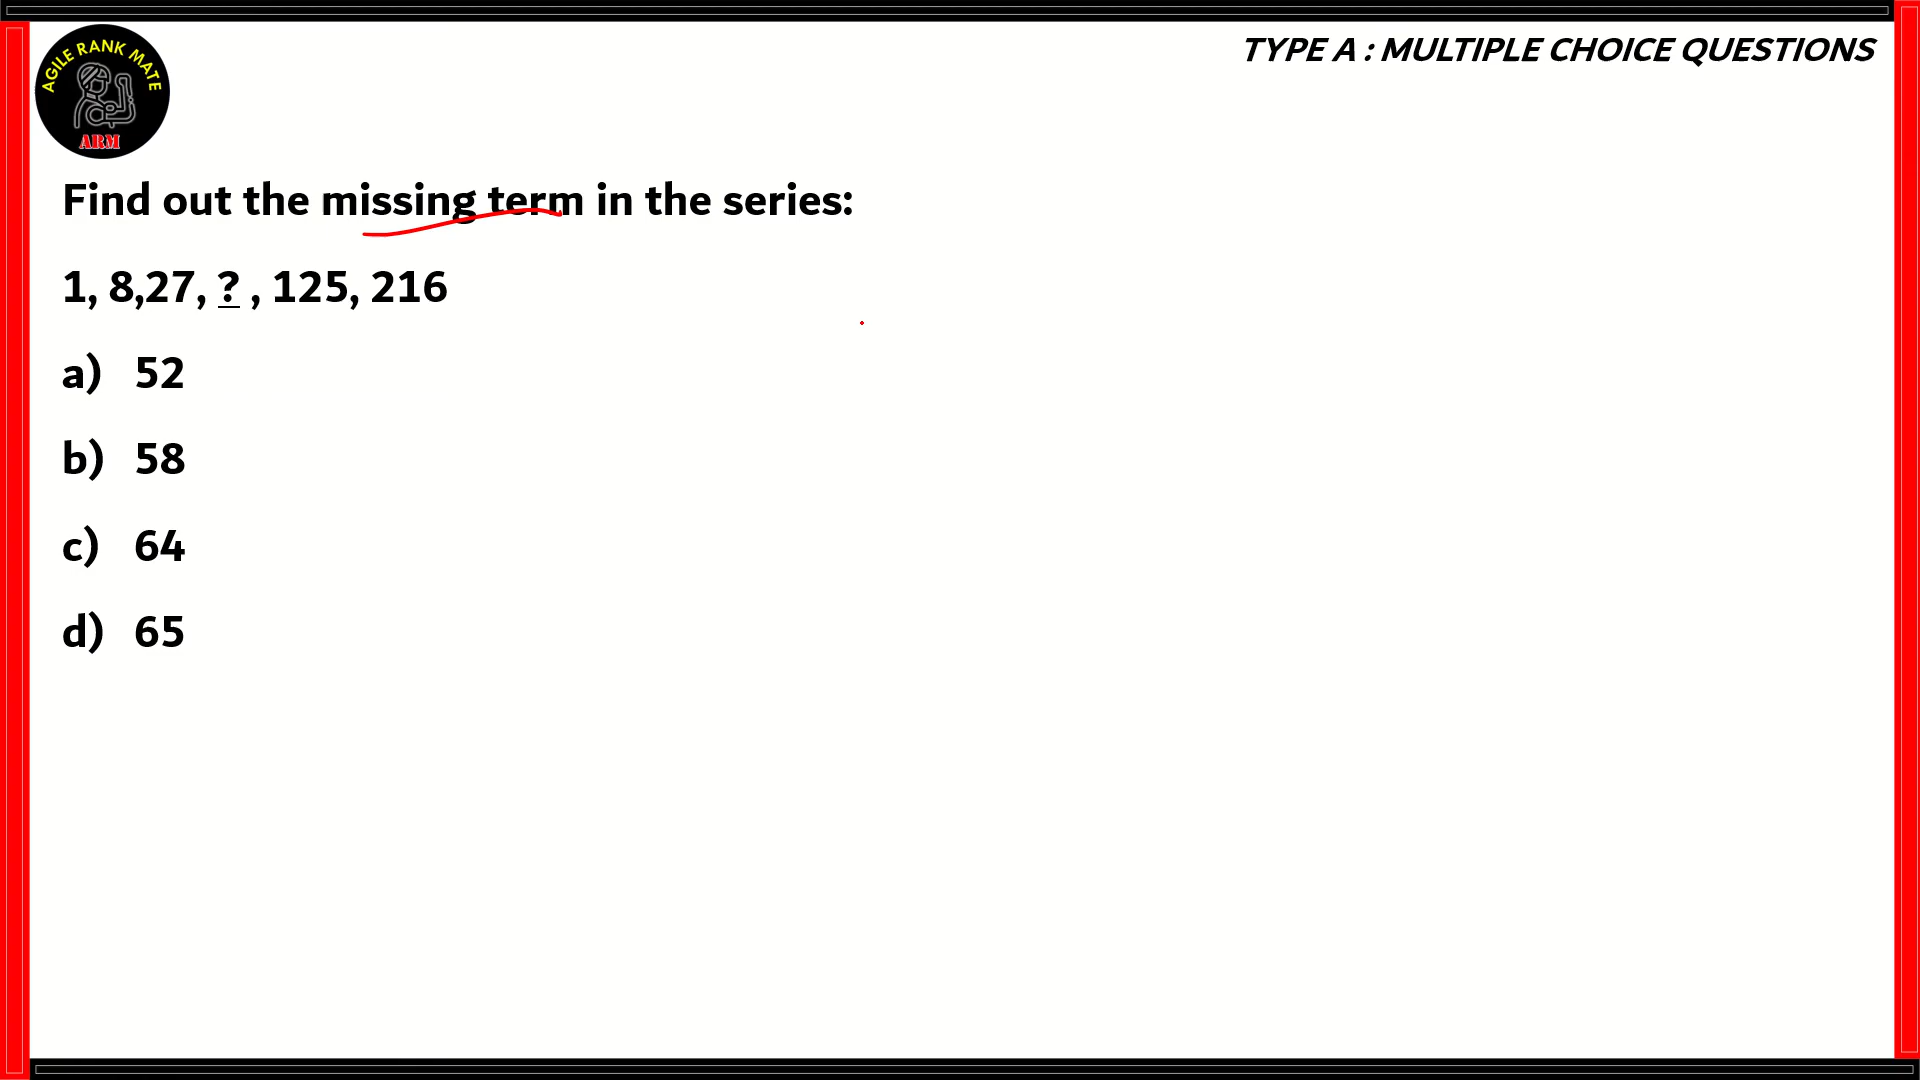 AGILE RANK MATE
ARM
TYPE A : MULTIPLE CHOICE QUESTIONS
Find out the missing term in the series:
1, 8,27, ? , 125, 216
a) 52
b) 58
c) 64
d) 65